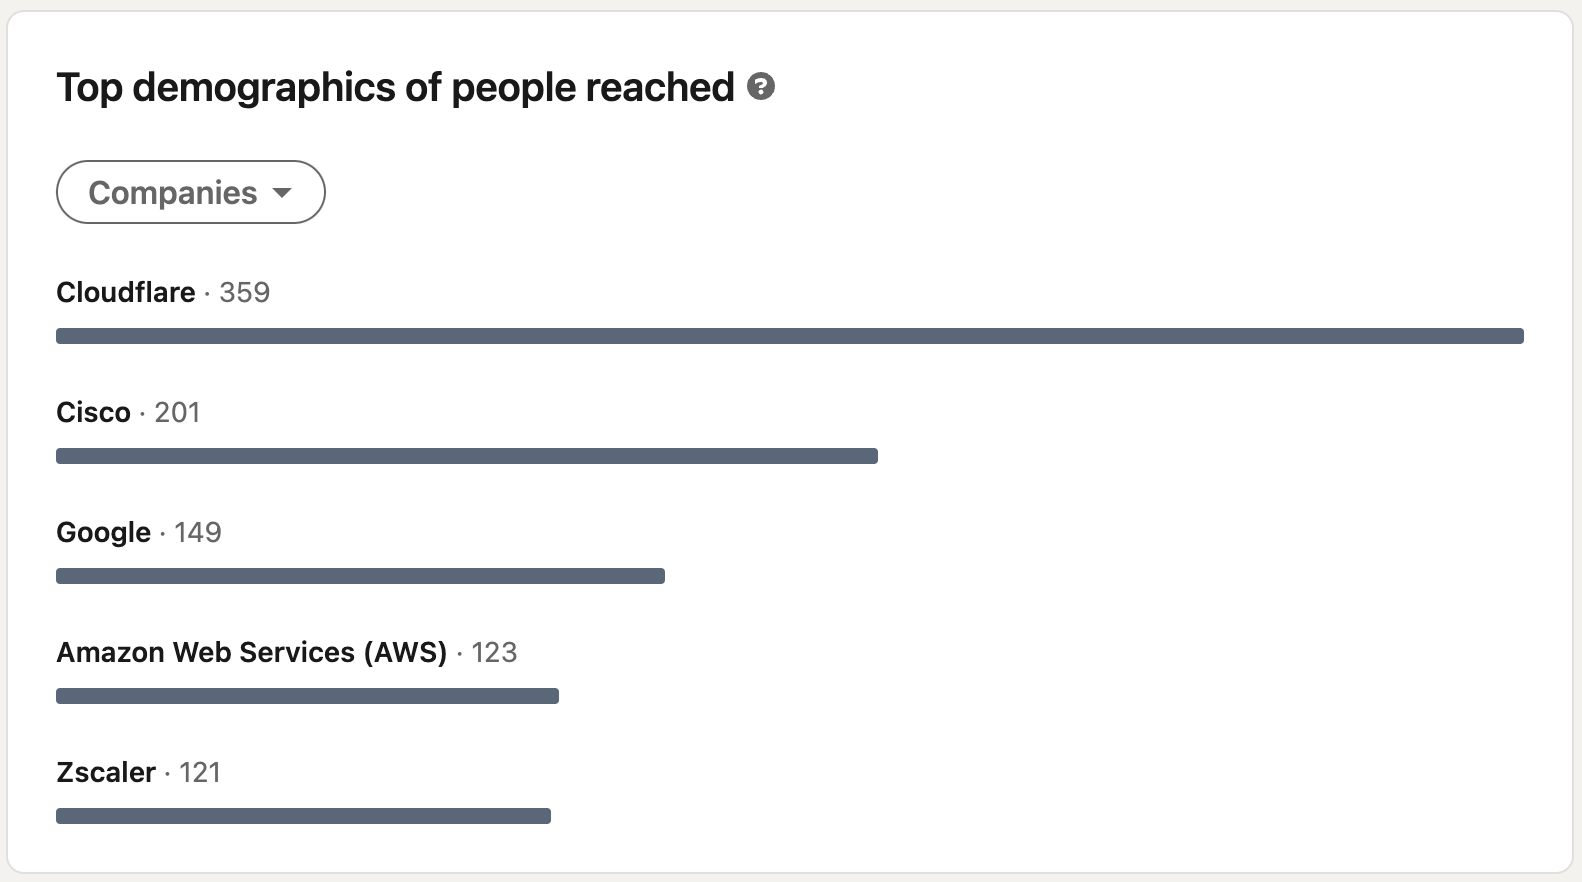 Top demographics of people reached ?
Companies
Cloudflare · 359
Cisco · 201
Google · 149
Amazon Web Services (AWS) · 123
Zscaler · 121